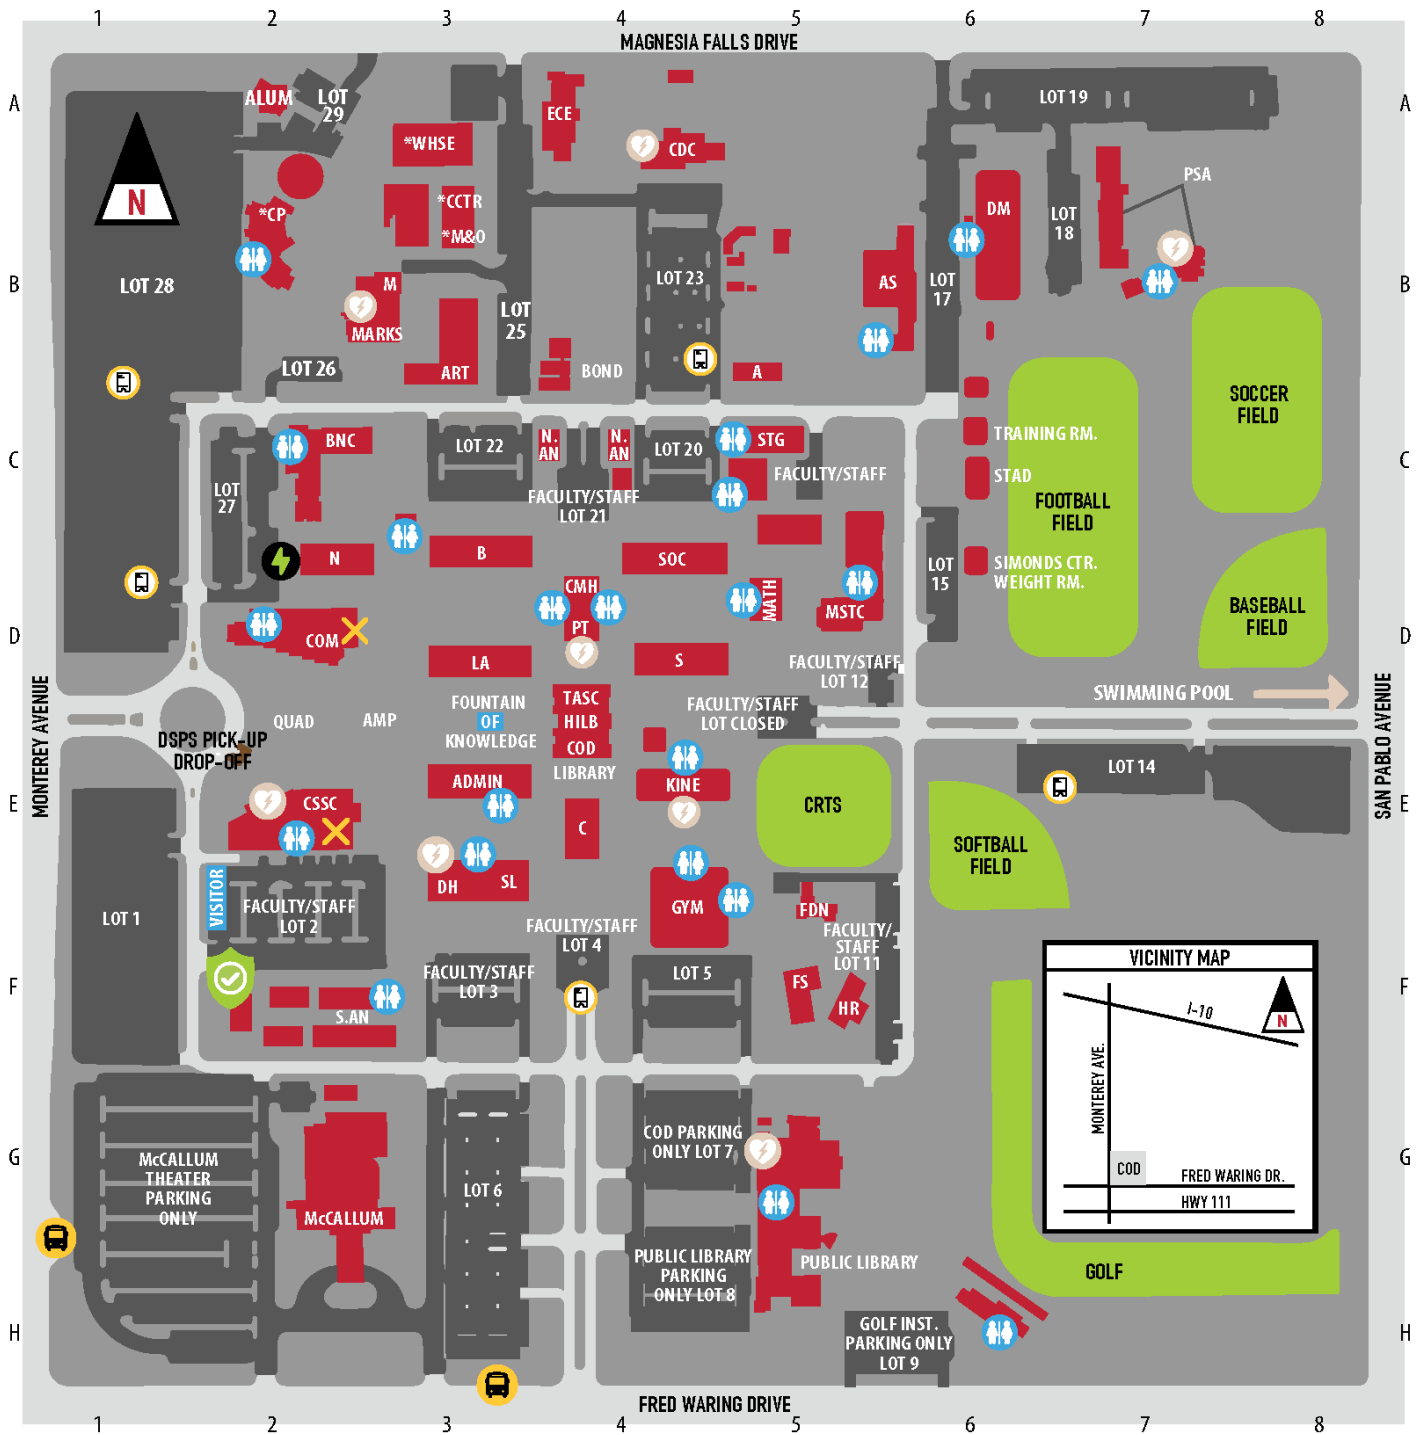 1 2 3 4 5 6 7 8
MAGNESIA FALLS DRIVE
A
ALUM
LOT
29
ECE
LOT 19
A
*WHSE
CDC
PSA
N
*CCTR
*CP
*M&O
DM
LOT
18
B
LOT 28
M
LOT 23
AS
LOT
17
B
MARKS
LOT
25
LOT 26
ART
BOND
A
SOCCER
FIELD
C
BNC
LOT 22
N.
AN
N.
AN
LOT 20
STG
TRAINING RM.
C
LOT
27
FACULTY/STAFF
LOT 21
FACULTY/STAFF
STAD
FOOTBALL
FIELD
N
B
SOC
LOT
15
SIMONDS CTR.
WEIGHT RM.
CMH
PT
MATH
MSTC
BASEBALL
FIELD
D
COM
D
LA
S
FACULTY/STAFF
LOT 12
SWIMMING POOL
MONTEREY AVENUE
SAN PABLO AVENUE
QUAD
AMP
FOUNTAIN
OF
KNOWLEDGE
TASC
HILB
COD
LIBRARY
FACULTY/STAFF
LOT CLOSED
DSPS PICK-UP
DROP-OFF
LOT 14
E
CSSC
ADMIN
C
KINE
CRTS
E
SOFTBALL
FIELD
DH
SL
VISITOR
LOT 1
FACULTY/STAFF
LOT 2
GYM
FDN
FACULTY/STAFF
LOT 4
FACULTY/
STAFF
LOT 11
VICINITY MAP
F
FACULTY/STAFF
LOT 3
LOT 5
FS
HR
F
S.AN
I-10
N
MONTEREY AVE.
COD
FRED WARING DR.
HWY 111
G
McCALLUM
THEATER
PARKING
ONLY
McCALLUM
LOT 6
COD PARKING
ONLY LOT 7
G
PUBLIC LIBRARY
PARKING
ONLY LOT 8
PUBLIC LIBRARY
GOLF
H
GOLF INST.
PARKING ONLY
LOT 9
H
FRED WARING DRIVE
1 2 3 4 5 6 7 8